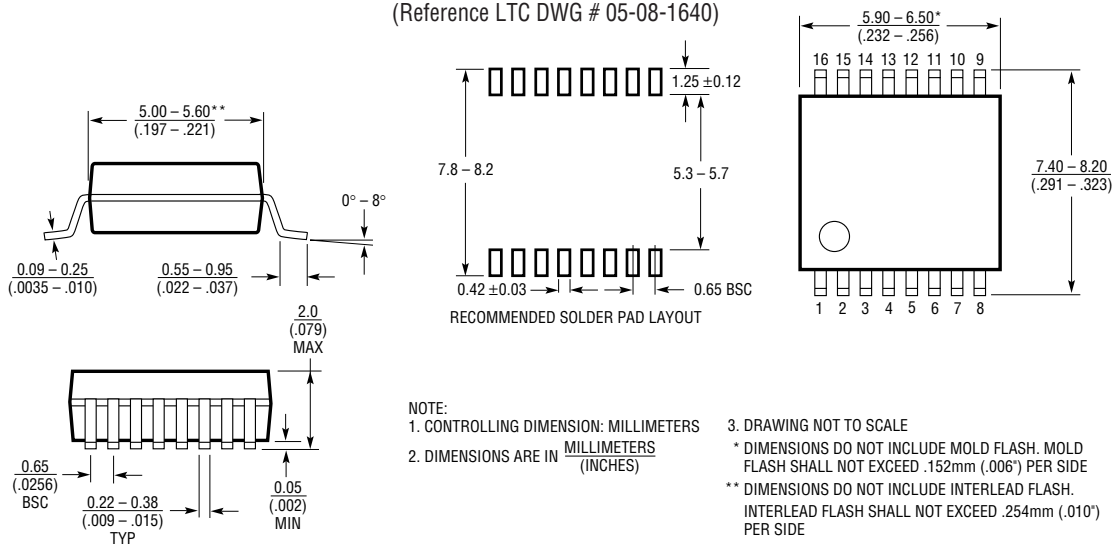 (Reference LTC DWG # 05-08-1640)
5.00 – 5.60**
(.197 – .221)
0° – 8°
0.09 – 0.25
(.0035 – .010)
0.55 – 0.95
(.022 – .037)
7.8 – 8.2
1.25 ±0.12
5.3 – 5.7
0.42 ±0.03
0.65 BSC
RECOMMENDED SOLDER PAD LAYOUT
5.90 – 6.50*
(.232 – .256)
16 15 14 13 12 11 10 9
7.40 – 8.20
(.291 – .323)
1 2 3 4 5 6 7 8
2.0
(.079)
MAX
0.65
(.0256)
BSC
0.22 – 0.38
(.009 – .015)
TYP
0.05
(.002)
MIN
NOTE:
1. CONTROLLING DIMENSION: MILLIMETERS
2. DIMENSIONS ARE IN MILLIMETERS
(INCHES)
3. DRAWING NOT TO SCALE
* DIMENSIONS DO NOT INCLUDE MOLD FLASH. MOLD
FLASH SHALL NOT EXCEED .152mm (.006") PER SIDE
** DIMENSIONS DO NOT INCLUDE INTERLEAD FLASH.
INTERLEAD FLASH SHALL NOT EXCEED .254mm (.010")
PER SIDE